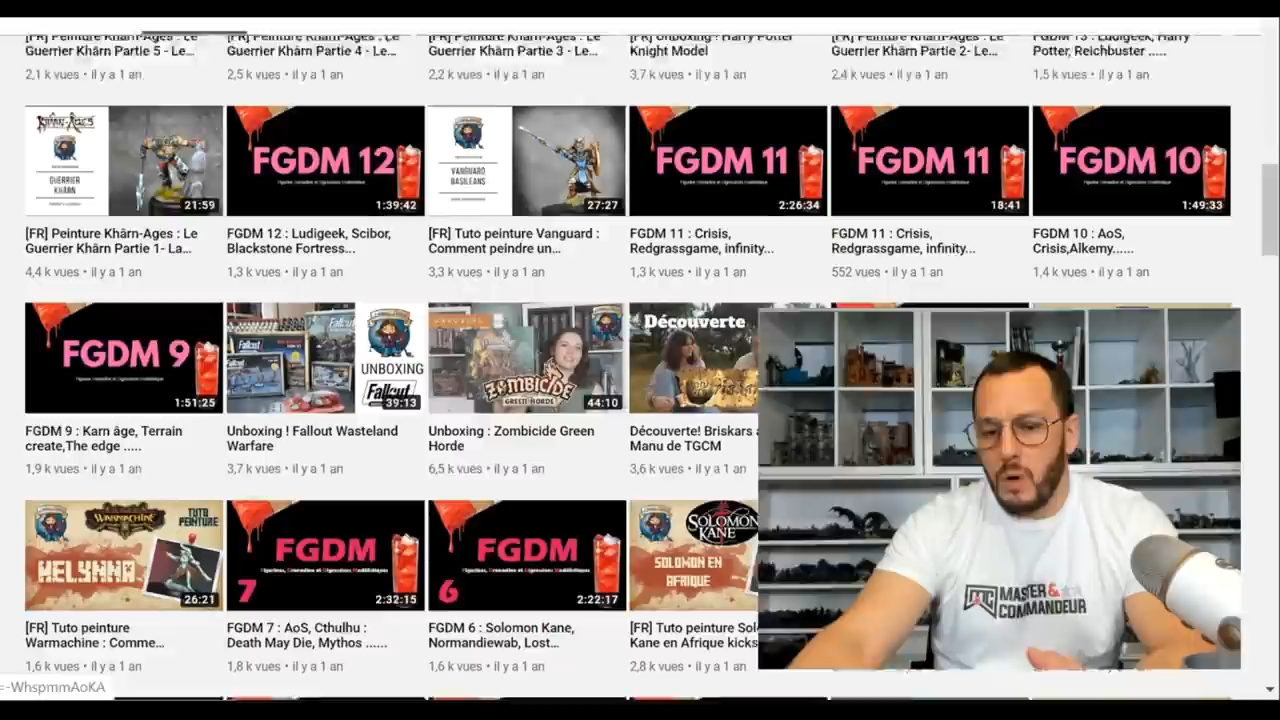 [FR] Peinture Khârn-Ages : Le
Guerrier Khârn Partie 5 - Le...
2,1 k vues • il y a 1 an
[FR] Peinture Khârn-Ages : Le
Guerrier Khârn Partie 4 - Le...
2,5 k vues • il y a 1 an
[FR] Peinture Khârn-Ages : Le
Guerrier Khârn Partie 3 - Le...
2,2 k vues • il y a 1 an
[FR] Unboxing ! Harry Potter
Knight Model
3,7 k vues • il y a 1 an
[FR] Peinture Khârn-Ages : Le
Guerrier Khârn Partie 2- Le...
2,4 k vues • il y a 1 an
FGDM 13 : Ludigeek, Harry
Potter, Reichbuster .....
1,5 k vues • il y a 1 an
KHÂRN-AGES
GUERRIER
KHÂRN
21:59
FGDM 12
1:39:42
VANGUARD
BASILEANS
27:27
FGDM 11
2:26:34
FGDM 11
18:41
FGDM 10
1:49:33
[FR] Peinture Khârn-Ages : Le
Guerrier Khârn Partie 1- La...
4,4 k vues • il y a 1 an
FGDM 12 : Ludigeek, Scibor,
Blackstone Fortress...
1,3 k vues • il y a 1 an
[FR] Tuto peinture Vanguard :
Comment peindre un...
3,3 k vues • il y a 1 an
FGDM 11 : Crisis,
Redgrassgame, infinity...
1,3 k vues • il y a 1 an
FGDM 11 : Crisis,
Redgrassgame, infinity...
552 vues • il y a 1 an
FGDM 10 : AoS,
Crisis,Alkemy......
1,4 k vues • il y a 1 an
FGDM 9
1:51:25
UNBOXING
Fallout
39:13
ZOMBICIDE
GREEN HORDE
44:10
Découverte
FGDM 9 : Karn âge, Terrain
create,The edge .....
1,9 k vues • il y a 1 an
Unboxing ! Fallout Wasteland
Warfare
3,7 k vues • il y a 1 an
Unboxing : Zombicide Green
Horde
6,5 k vues • il y a 1 an
Découverte! Briskars
Manu de TGCM
3,6 k vues • il y a 1 an
WARMACHINE
TUTO
PEINTURE
HELYNNA
26:21
FGDM
7
2:32:15
FGDM
6
2:22:17
SOLOMON
KANE
SOLOMON EN
AFRIQUE
[FR] Tuto peinture
Warmachine : Comme...
1,6 k vues • il y a 1 an
FGDM 7 : AoS, Cthulhu :
Death May Die, Mythos ......
1,8 k vues • il y a 1 an
FGDM 6 : Solomon Kane,
Normandiewab, Lost...
1,6 k vues • il y a 1 an
[FR] Tuto peinture Sol
Kane en Afrique kicks
2,8 k vues • il y a 1 an
MASTER &
COMMANDEUR
=-WhspmmAoKA